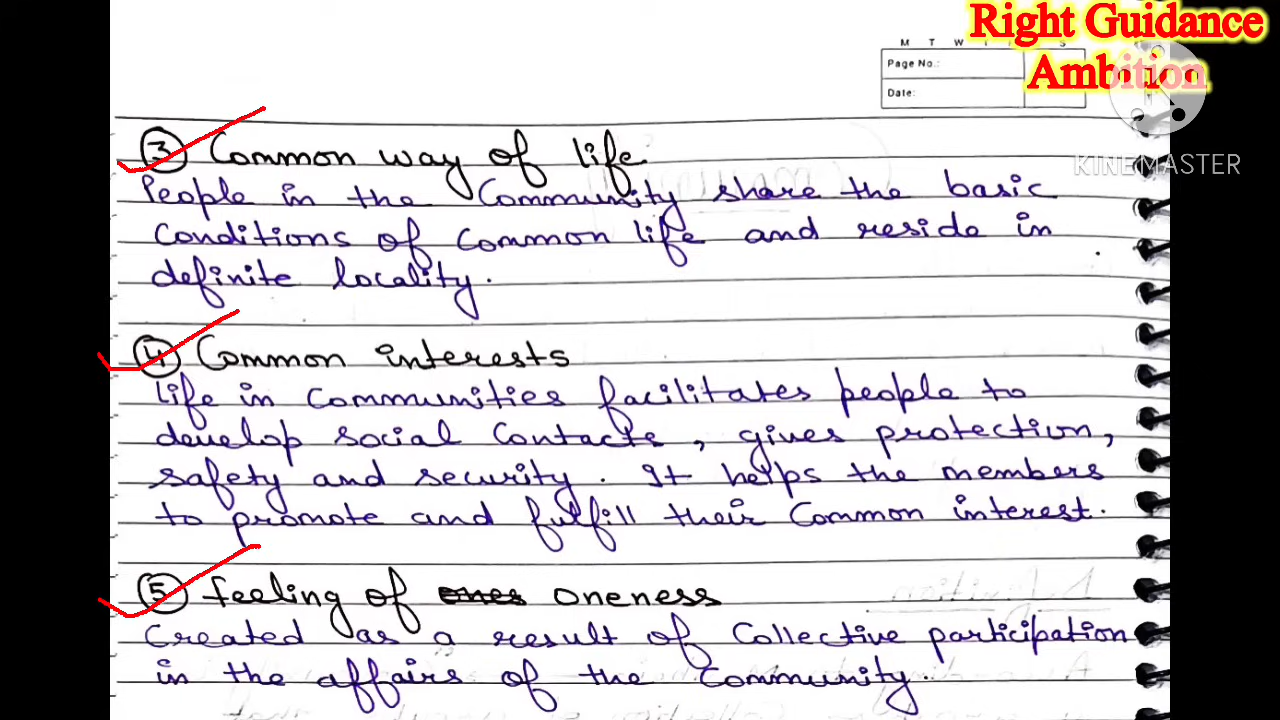 Right Guidance
Ambition
M T W
S
Page No.:
Date:
KINEMASTER
③ Common way of life
People in the Community share the basic
Conditions of Common life and reside in
definite locality.
④ Common interests
Life in Communities facilitates people to
develop social Contacts, gives protection,
safety and security. It helps the members
to promote and fulfill their Common interest.
⑤ Feeling of ones oneness
Created as a result of Collective participation
in the affairs of the Community.